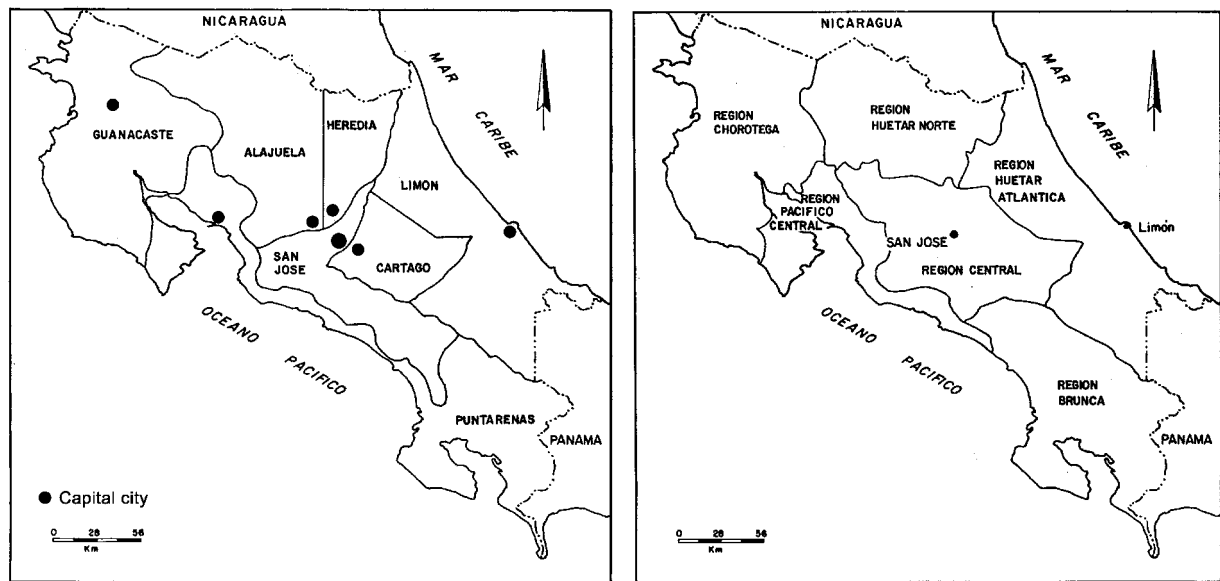 NICARAGUA
MAR
CARIBE
GUANACASTE
HEREDIA
ALAJUELA
LIMON
SAN
JOSE
CARTAGO
OCEANO
PACIFICO
PUNTARENAS
PANAMA
Capital city
0 28 56
Km
NICARAGUA
MAR
CARIBE
REGION
CHOROTEGA
REGION
HUETAR NORTE
REGION
HUETAR
ATLANTICA
REGION
PACIFICO
CENTRAL
Limón
SAN JOSE
REGION CENTRAL
OCEANO
PACIFICO
REGION
BRUNCA
PANAMA
0 28 56
Km